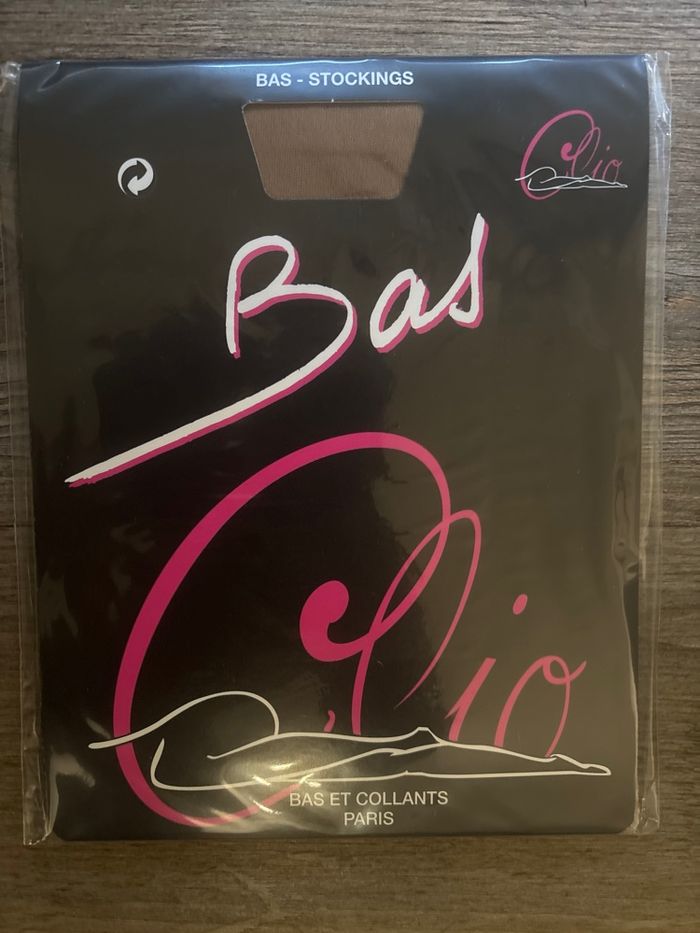 BAS - STOCKINGS
Clio
Bas
Clio
BAS ET COLLANTS
PARIS